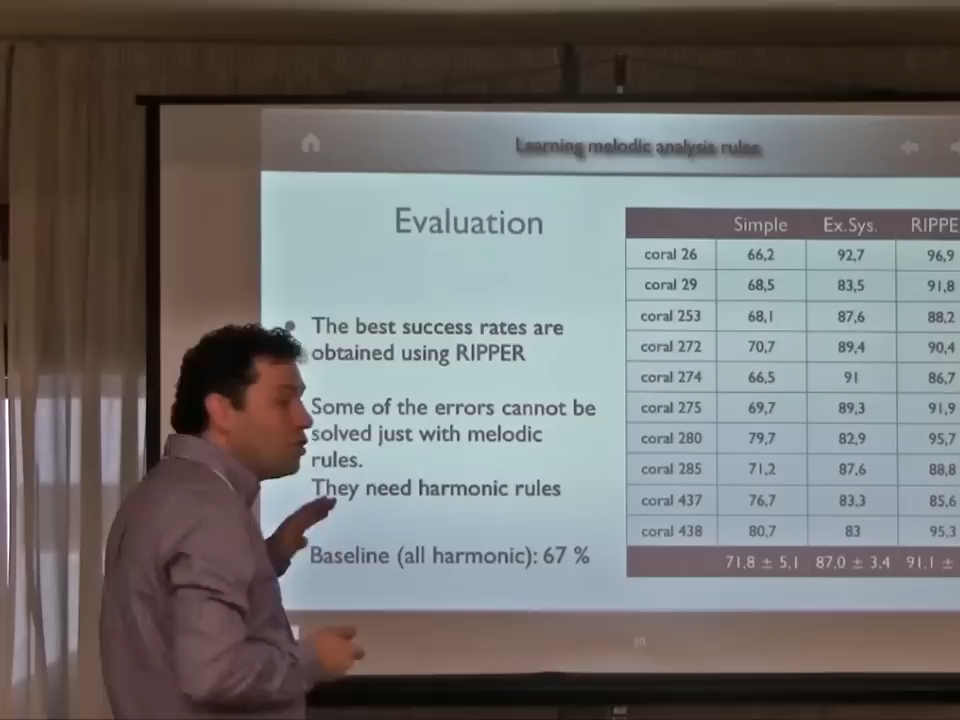 Learning melodic analysis rules
Evaluation
The best success rates are
obtained using RIPPER
Some of the errors cannot be
solved just with melodic
rules.
They need harmonic rules
Baseline (all harmonic): 67 %
Simple Ex.Sys. RIPPE
coral 26 66,2 92,7 96,9
coral 29 68,5 83,5 91,8
coral 253 68,1 87,6 88,2
coral 272 70,7 89,4 90,4
coral 274 66,5 91 86,7
coral 275 69,7 89,3 91,9
coral 280 79,7 82,9 95,7
coral 285 71,2 87,6 88,8
coral 437 76,7 83,3 85,6
coral 438 80,7 83 95,3
71,8 ± 5,1 87.0 ± 3.4 91.1 ±